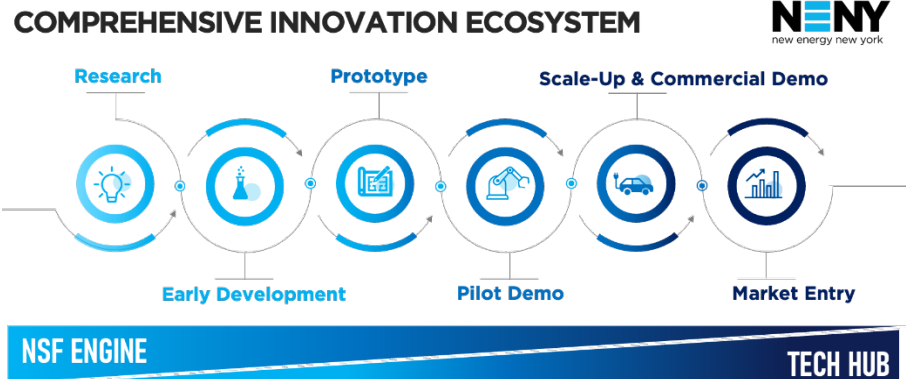 COMPREHENSIVE INNOVATION ECOSYSTEM
NENY
new energy new york
Research
Prototype
Scale-Up & Commercial Demo
Early Development
Pilot Demo
Market Entry
NSF ENGINE
TECH HUB